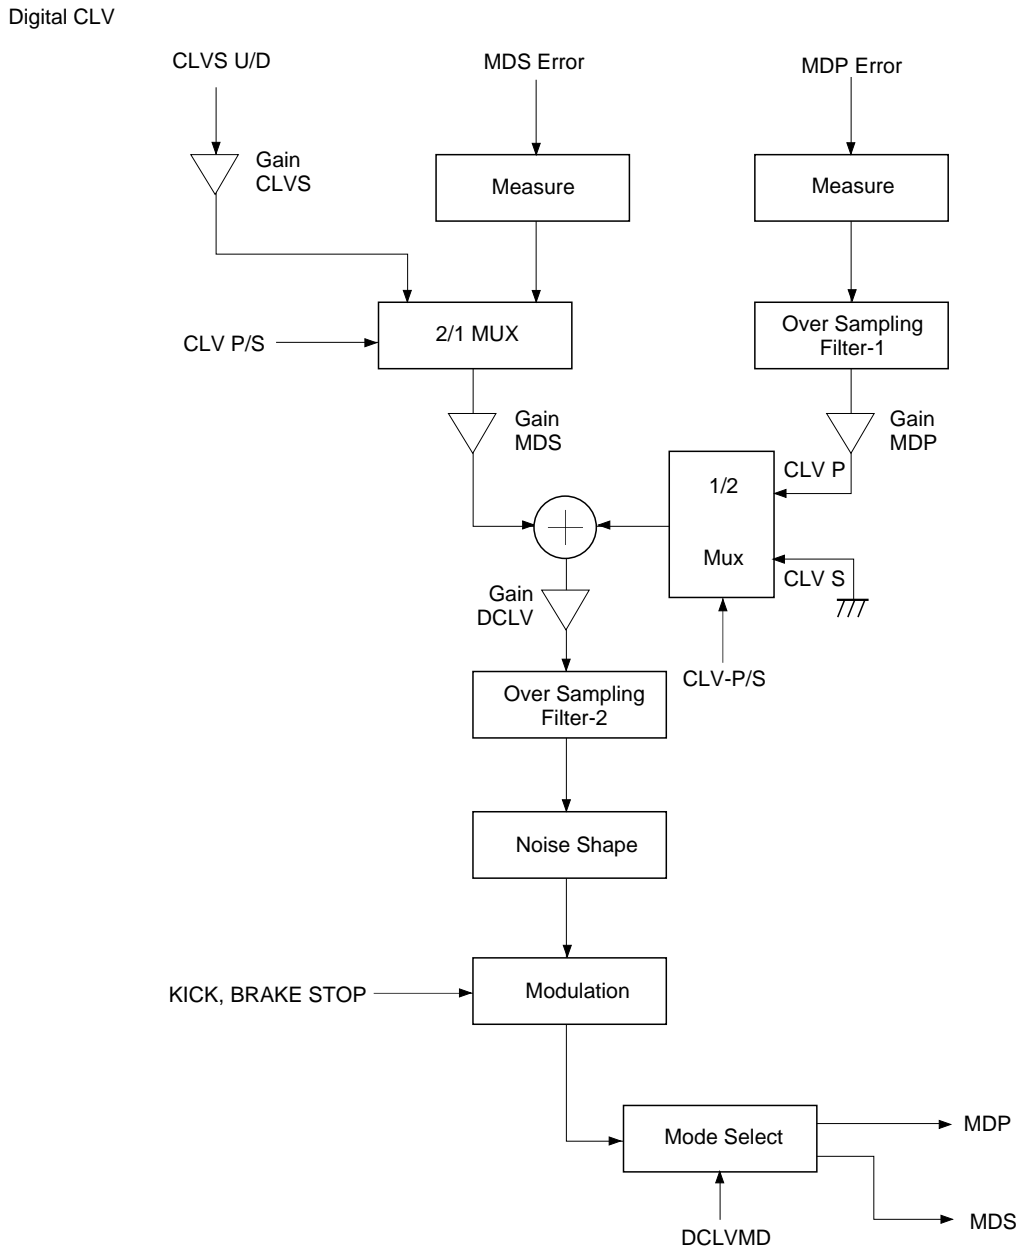 Digital CLV
CLVS U/D
MDS Error
MDP Error
Gain
CLVS
Measure
Measure
CLV P/S
2/1 MUX
Over Sampling
Filter-1
Gain
MDS
Gain
MDP
1/2
Mux
CLV P
CLV S
Gain
DCLV
CLV-P/S
Over Sampling
Filter-2
Noise Shape
KICK, BRAKE STOP
Modulation
Mode Select
MDP
MDS
DCLVMD